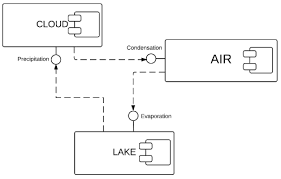 CLOUD
Condensation
Precipitation
AIR
Evaporation
LAKE